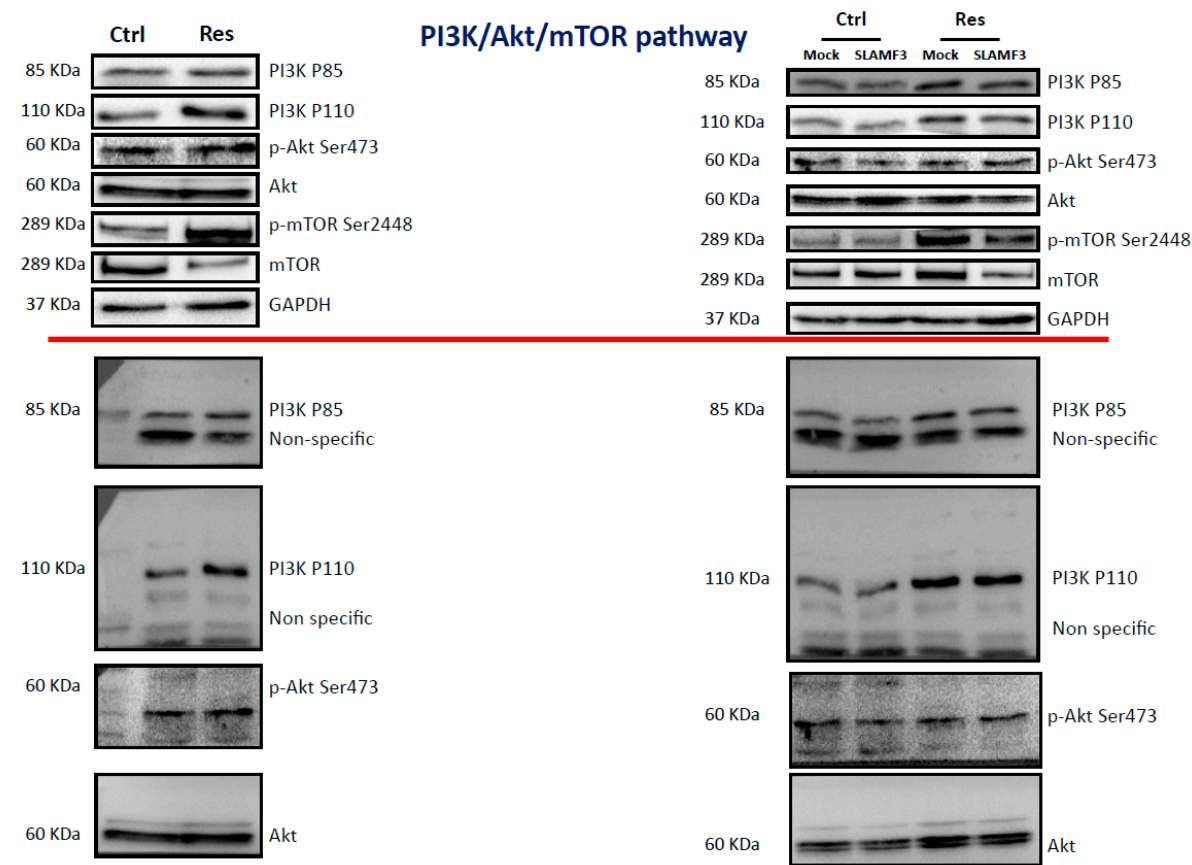 PI3K/Akt/mTOR pathway
Ctrl Res
85 KDa PI3K P85
110 KDa PI3K P110
60 KDa p-Akt Ser473
60 KDa Akt
289 KDa p-mTOR Ser2448
289 KDa mTOR
37 KDa GAPDH
Ctrl Res
Mock SLAMF3 Mock SLAMF3
85 KDa PI3K P85
110 KDa PI3K P110
60 KDa p-Akt Ser473
60 KDa Akt
289 KDa p-mTOR Ser2448
289 KDa mTOR
37 KDa GAPDH
85 KDa PI3K P85
Non-specific
110 KDa PI3K P110
Non specific
60 KDa p-Akt Ser473
60 KDa Akt
85 KDa PI3K P85
Non-specific
110 KDa PI3K P110
Non specific
60 KDa p-Akt Ser473
60 KDa Akt